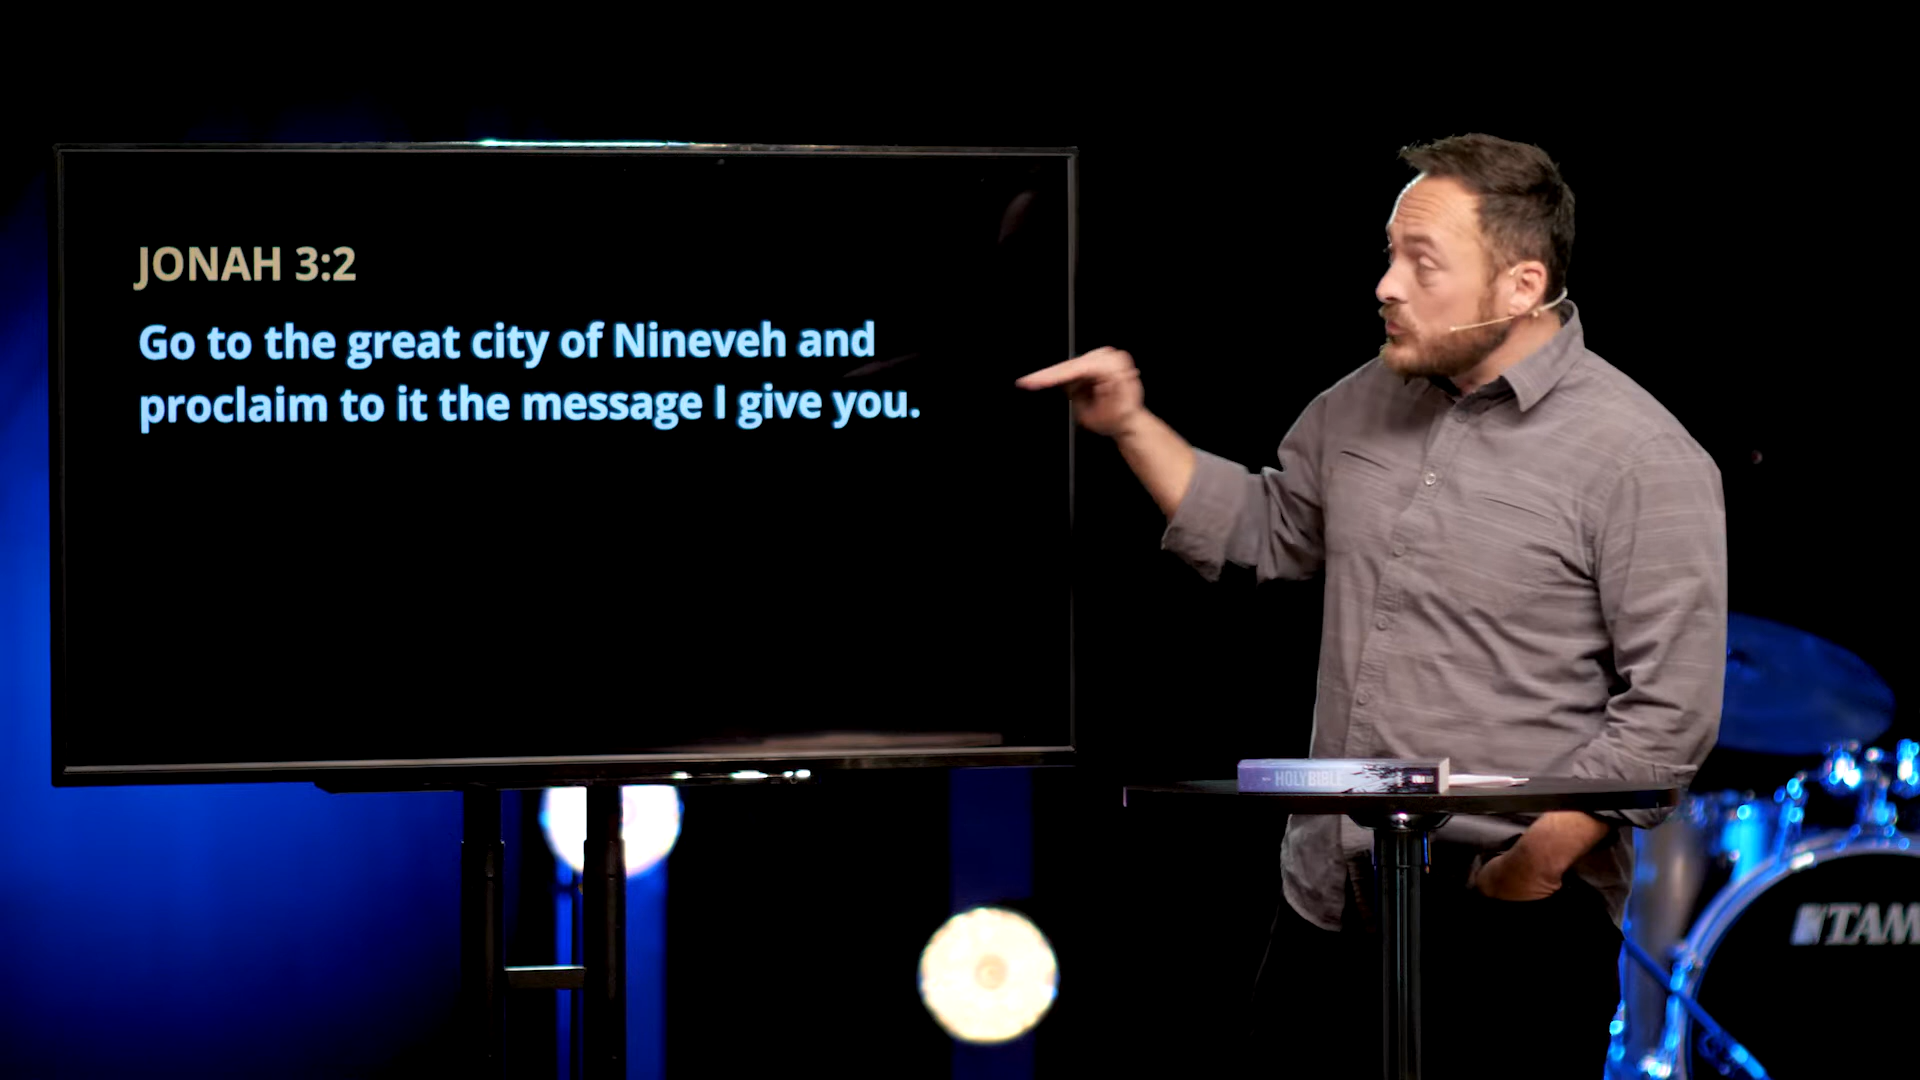 JONAH 3:2
Go to the great city of Nineveh and
proclaim to it the message I give you.
HOLY BIBLE
TAM